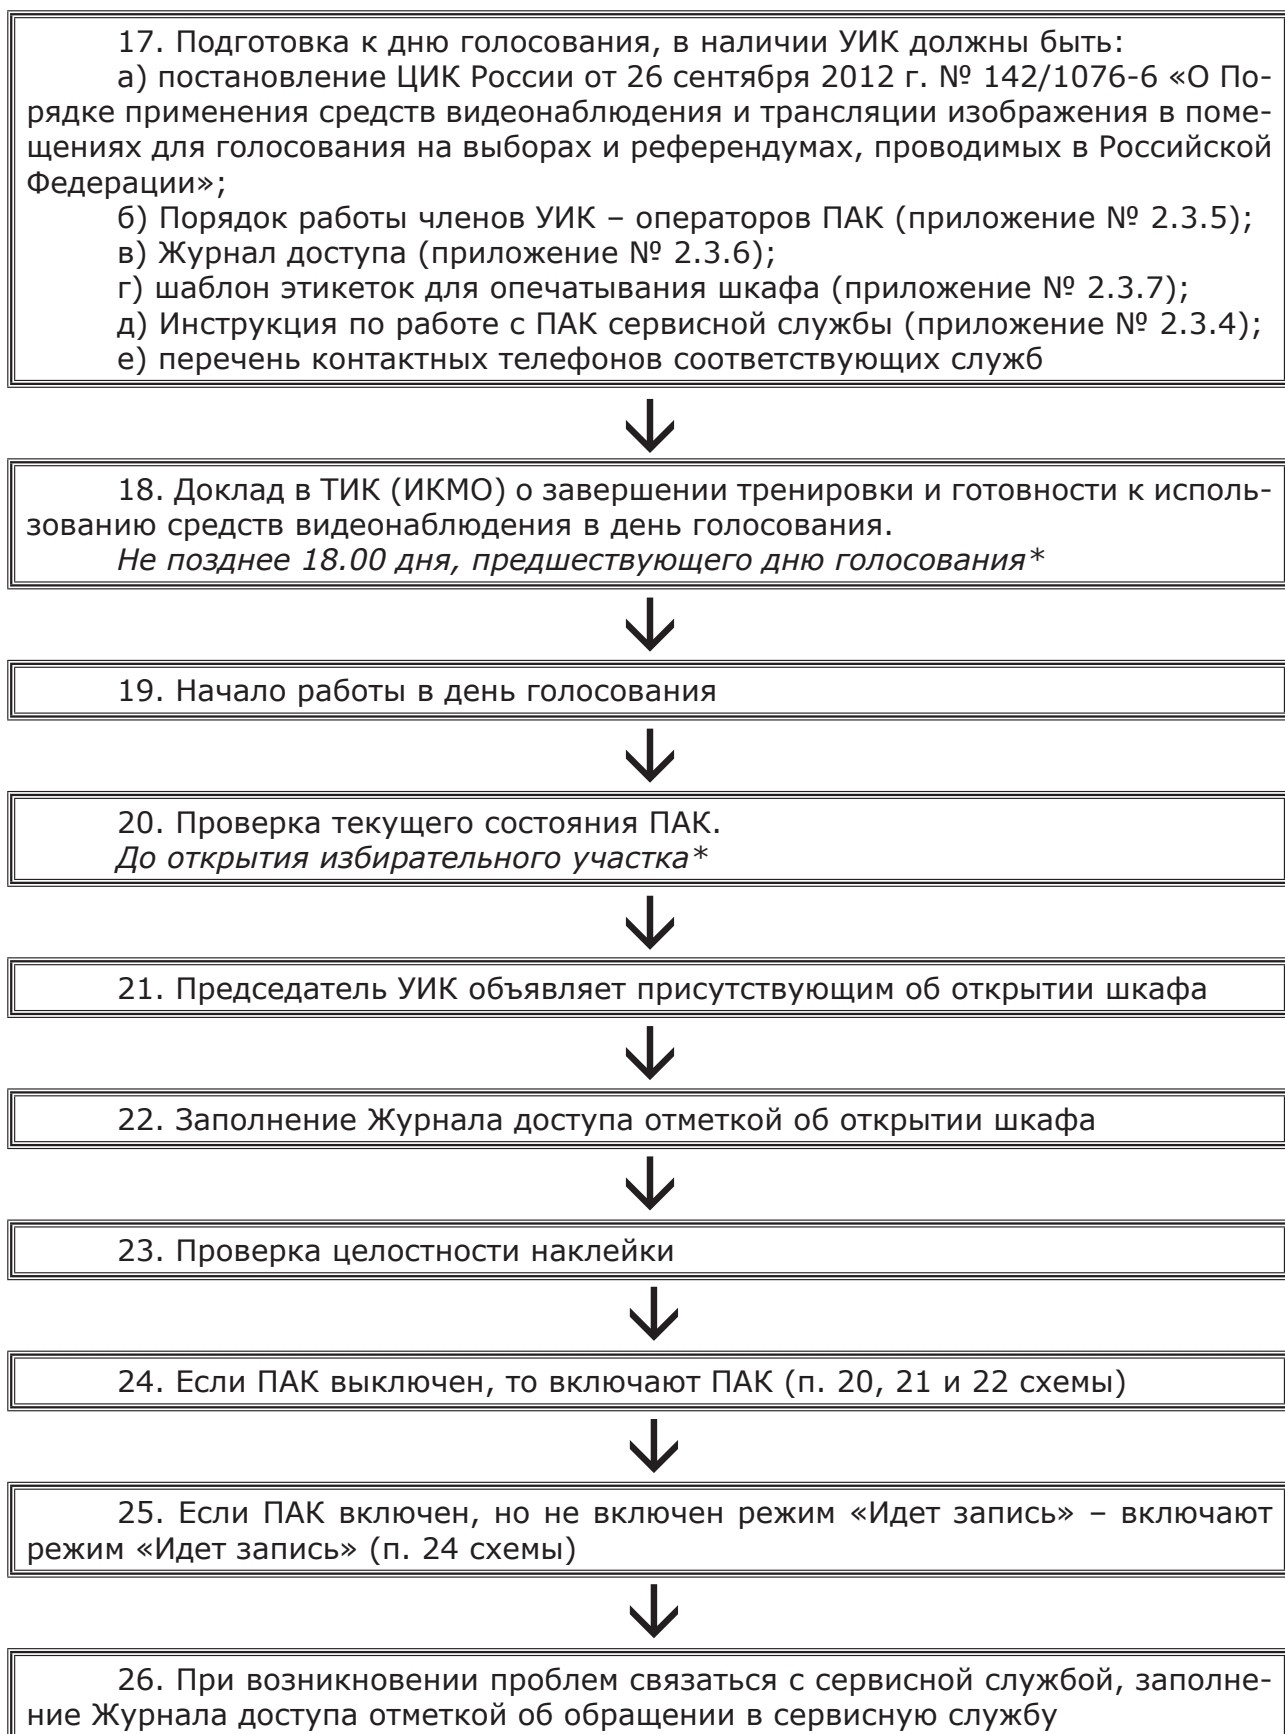 17. Подготовка к дню голосования, в наличии УИК должны быть:
а) постановление ЦИК России от 26 сентября 2012 г. № 142/1076-6 «О По-
рядке применения средств видеонаблюдения и трансляции изображения в поме-
щениях для голосования на выборах и референдумах, проводимых в Российской
Федерации»;
б) Порядок работы членов УИК – операторов ПАК (приложение № 2.3.5);
в) Журнал доступа (приложение № 2.3.6);
г) шаблон этикеток для опечатывания шкафа (приложение № 2.3.7);
д) Инструкция по работе с ПАК сервисной службы (приложение № 2.3.4);
е) перечень контактных телефонов соответствующих служб
18. Доклад в ТИК (ИКМО) о завершении тренировки и готовности к исполь-
зованию средств видеонаблюдения в день голосования.
Не позднее 18.00 дня, предшествующего дню голосования*
19. Начало работы в день голосования
20. Проверка текущего состояния ПАК.
До открытия избирательного участка*
21. Председатель УИК объявляет присутствующим об открытии шкафа
22. Заполнение Журнала доступа отметкой об открытии шкафа
23. Проверка целостности наклейки
24. Если ПАК выключен, то включают ПАК (п. 20, 21 и 22 схемы)
25. Если ПАК включен, но не включен режим «Идет запись» – включают
режим «Идет запись» (п. 24 схемы)
26. При возникновении проблем связаться с сервисной службой, заполне-
ние Журнала доступа отметкой об обращении в сервисную службу